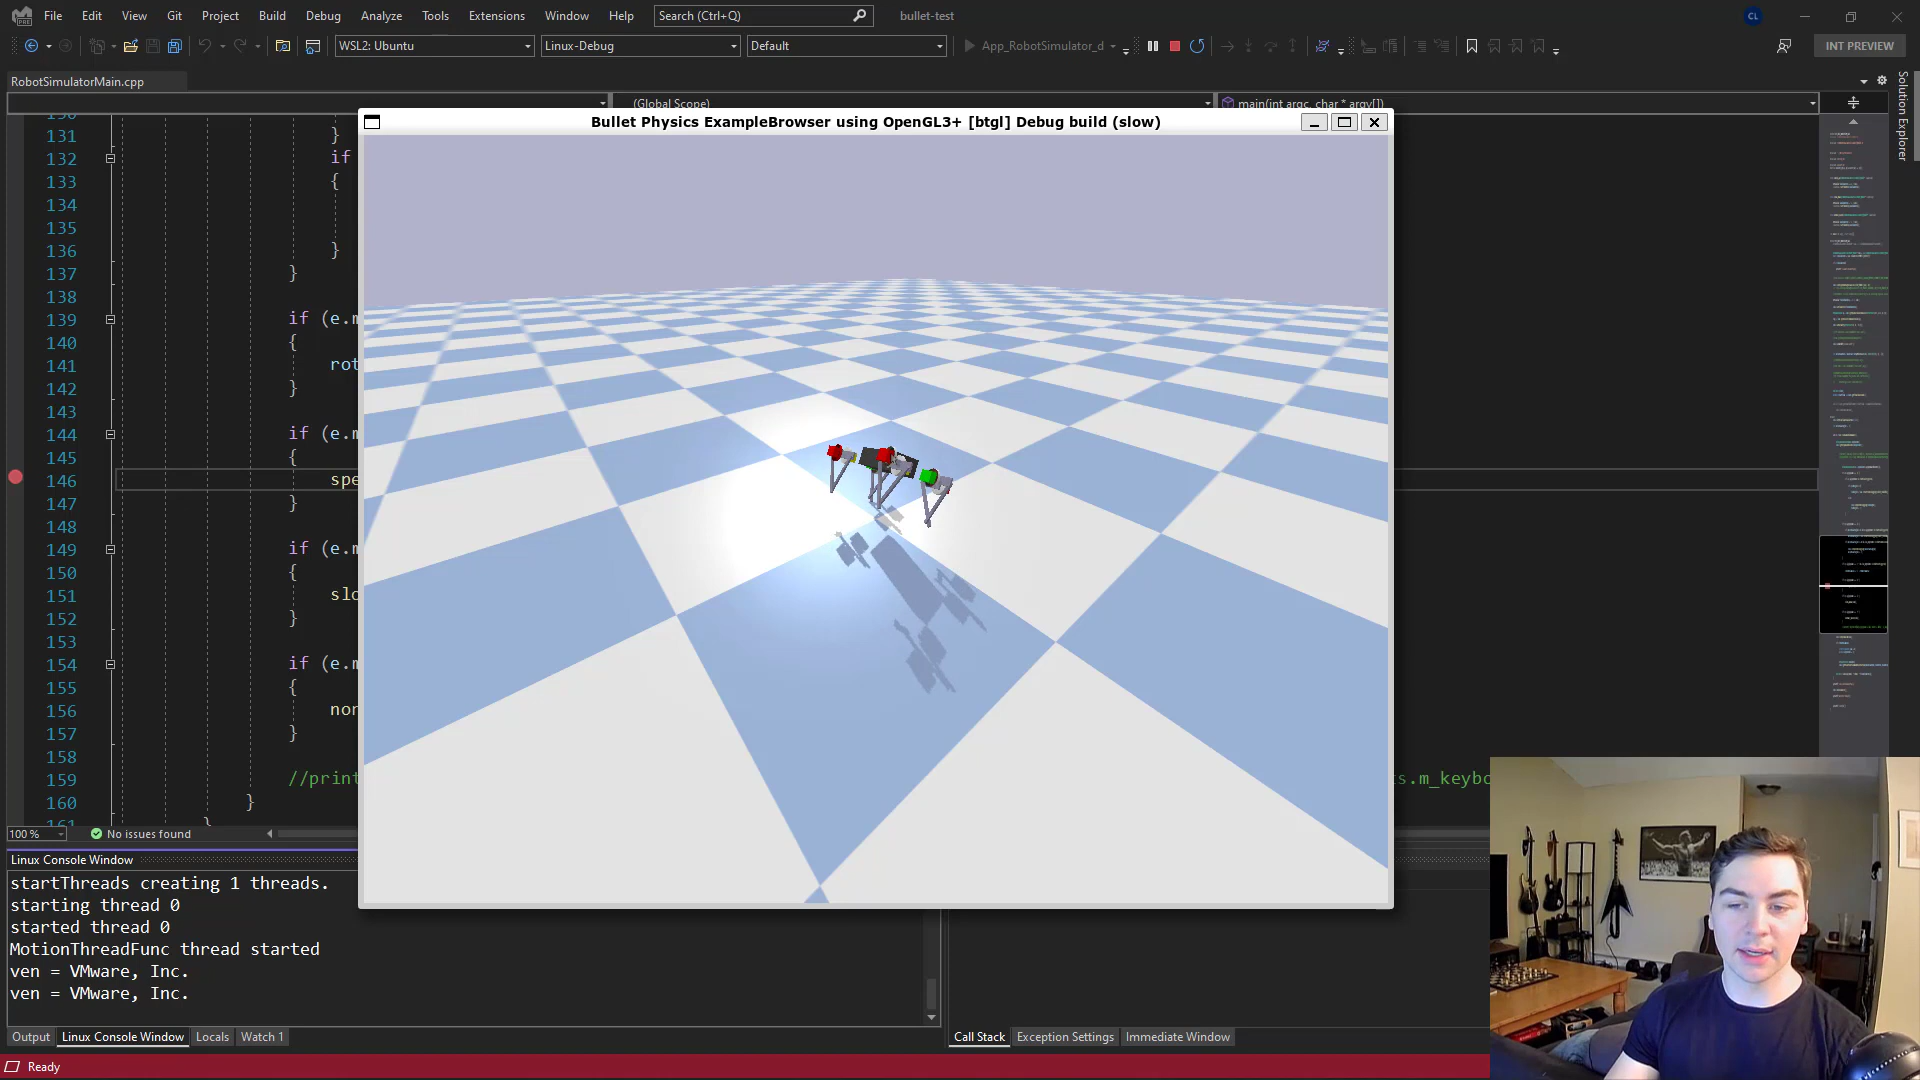 File Edit View Git Project Build Debug Analyze Tools Extensions Window Help Search (Ctrl+Q) bullet-test CL
WSL2: Ubuntu Linux-Debug Default App_RobotSimulator_d INT PREVIEW
RobotSimulatorMain.cpp
(Global Scope) main(int argc, char * argv[])
Solution Explorer
Bullet Physics ExampleBrowser using OpenGL3+ [btgl] Debug build (slow)
131 }
132 if
133 {
134
135
136 }
137 }
138
139 if (e.m
140 {
141 rot
142 }
143
144 if (e.m
145 {
146 spe
147 }
148
149 if (e.m
150 {
151 slo
152 }
153
154 if (e.m
155 {
156 nor
157 }
158
159 //print ts.m_keybo
160 }
161 }
100 % No issues found
Linux Console Window
startThreads creating 1 threads.
starting thread 0
started thread 0
MotionThreadFunc thread started
ven = VMware, Inc.
ven = VMware, Inc.
Output Linux Console Window Locals Watch 1 Call Stack Exception Settings Immediate Window
Ready